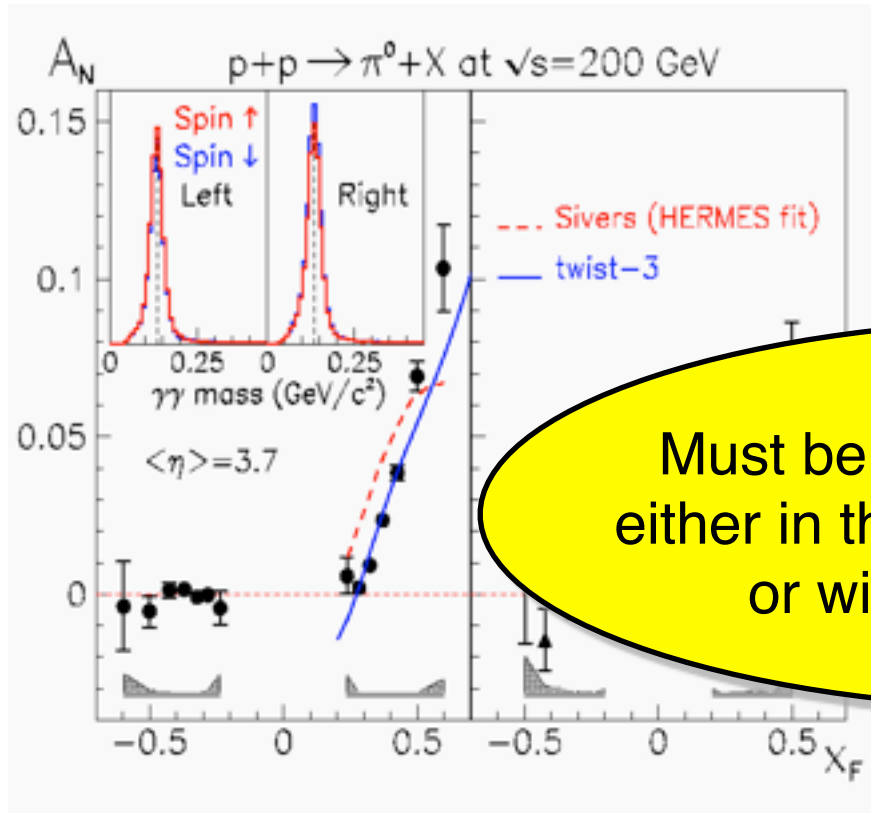 A_N
p+p → π⁰+X at √s=200 GeV
0.15
0.1
0.05
0
Spin ↑
Spin ↓
Left
Right
0 0.25 0 0.25
γγ mass (GeV/c²)
<η>=3.7
Sivers (HERMES fit)
twist-3
Must be
either in th
or wi
-0.5 0 0.5 -0.5 0 0.5
X_F